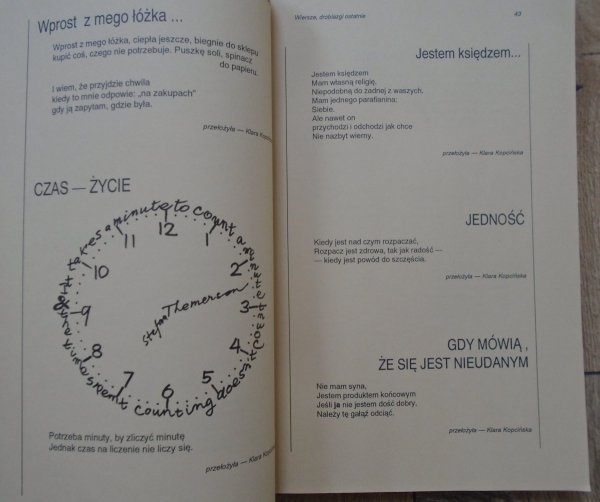 Wprost z mego łóżka ...
Wprost z mego łóżka, ciepła jeszcze, biegnie do sklepu
kupić coś, czego nie potrzebuje. Puszkę soli, spinacz
do papieru.
I wiem, że przyjdzie chwila
kiedy to mnie odpowie: „na zakupach”
gdy ją zapytam, gdzie była.
przełożyła — Klara Kopcińska
CZAS — ŻYCIE
it takes a minute to count a minute
but the time spent counting doesn't count
12
1
2
3
4
5
6
7
8
9
10
11
Stefan Themerson
Potrzeba minuty, by zliczyć minutę
Jednak czas na liczenie nie liczy się.
przełożyła — Klara Kopcińska
Wiersze, drobiazgi ostatnie
43
Jestem księdzem...
Jestem księdzem
Mam własną religię.
Niepodobną do żadnej z waszych.
Mam jednego parafianina:
Siebie.
Ale nawet on
przychodzi i odchodzi jak chce
Nie nazbyt wierny.
przełożyła — Klara Kopcińska
JEDNOŚĆ
Kiedy jest nad czym rozpaczać,
Rozpacz jest zdrowa, tak jak radość —
— kiedy jest powód do szczęścia.
przełożyła — Klara Kopcińska
GDY MÓWIĄ ,
ŻE SIĘ JEST NIEUDANYM
Nie mam syna,
Jestem produktem końcowym
Jeśli ja nie jestem dość dobry,
Należy tę gałąź odciąć.
przełożyła — Klara Kopcińska